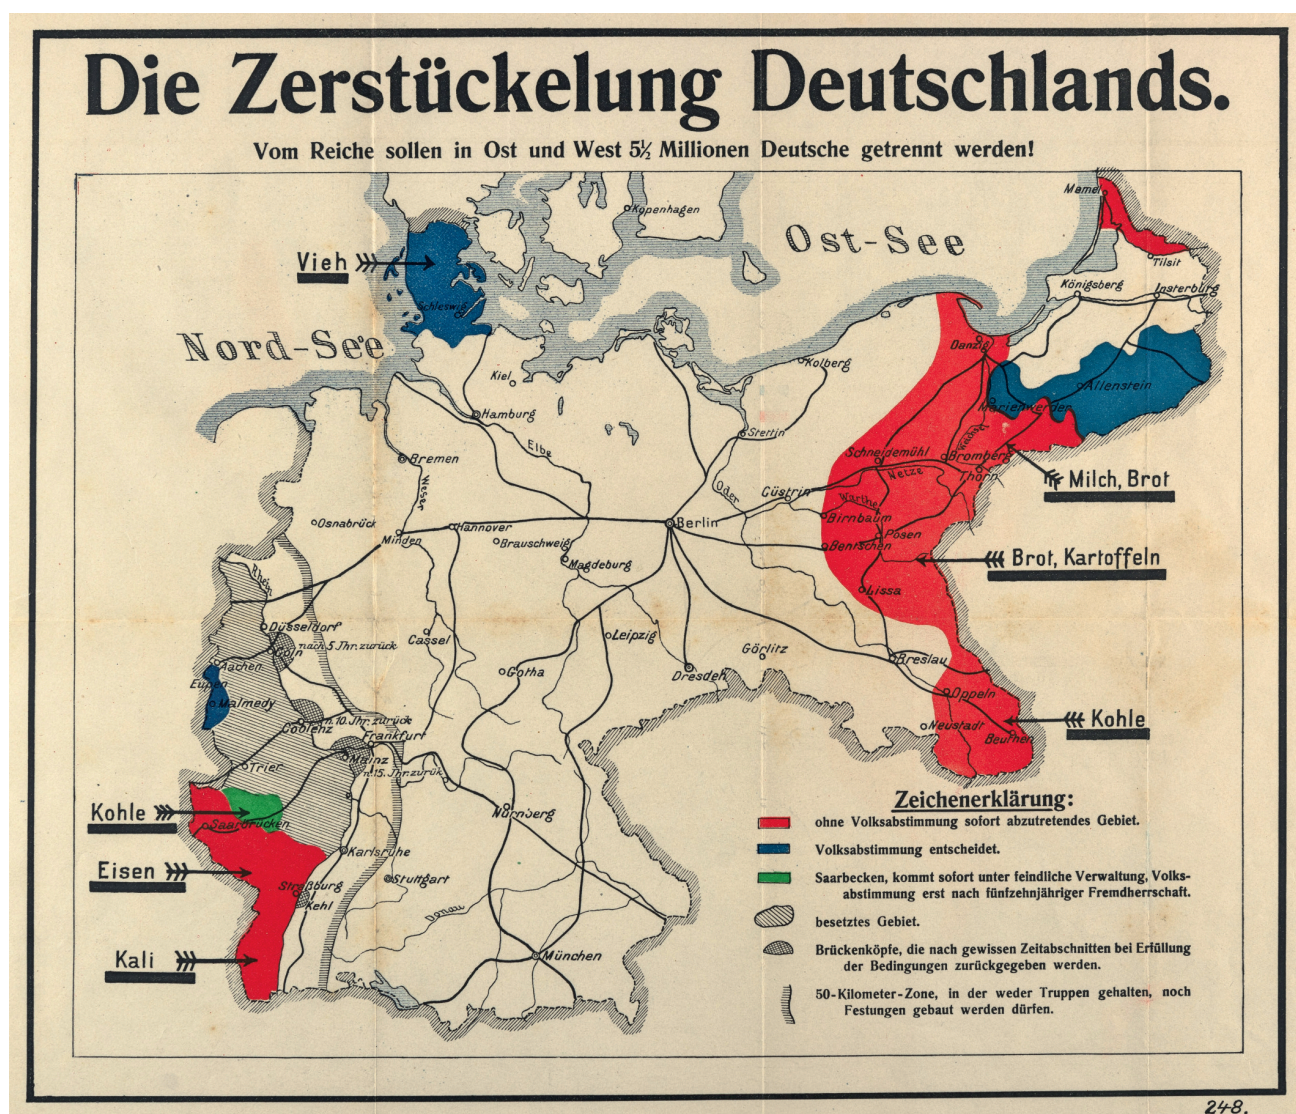 Die Zerstückelung Deutschlands.
Vom Reiche sollen in Ost und West 5½ Millionen Deutsche getrennt werden!
Memel
Kopenhagen
Ost-See
Tilsit
Vieh
Königsberg
Insterburg
Schleswig
Nord-See
Danzig
Kolberg
Kiel
Allenstein
Marienwerder
Hamburg
Stettin
Elbe
Weichsel
Bremen
Schneidemühl
Bromberg
Netze
Thorn
Milch, Brot
Weser
Oder
Cüstrin
Warthe
Birnbaum
Osnabrück
Hannover
Berlin
Minden
Brauschweig
Posen
Bentschen
Magdeburg
Brot, Kartoffeln
Rhein
Lissa
Düsseldorf
Cöln
nach 5 Jhr. zurück
Cassel
Leipzig
Görlitz
Breslau
Aachen
Gotha
Dresden
Eupen
Malmedy
Oppeln
n. 10. Jhr. zurück
Coblenz
Neustadt
Kohle
Frankfurt
Beuthen
Mainz
Trier
n. 15. Jhr. zurück
Kohle
Saarbrücken
Nürnberg
Karlsruhe
Eisen
Straßburg
Stuttgart
Kehl
Donau
Kali
München
Zeichenerklärung:
ohne Volksabstimmung sofort abzutretendes Gebiet.
Volksabstimmung entscheidet.
Saarbecken, kommt sofort unter feindliche Verwaltung, Volks-
abstimmung erst nach fünfzehnjähriger Fremdherrschaft.
besetztes Gebiet.
Brückenköpfe, die nach gewissen Zeitabschnitten bei Erfüllung
der Bedingungen zurückgegeben werden.
50-Kilometer-Zone, in der weder Truppen gehalten, noch
Festungen gebaut werden dürfen.
248.